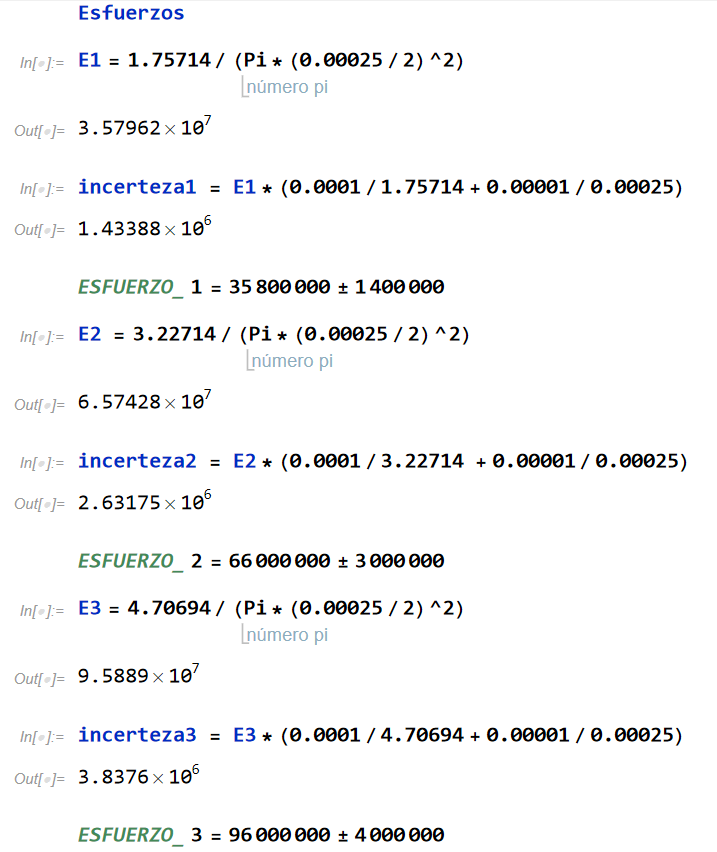 Esfuerzos
In[•]:= E1 = 1.75714 / (Pi * (0.00025 / 2) ^2)
número pi
Out[•]= 3.57962 × 10^7
In[•]:= incerteza1 = E1 * (0.0001 / 1.75714 + 0.00001 / 0.00025)
Out[•]= 1.43388 × 10^6
ESFUERZO_ 1 = 35 800 000 ± 1 400 000
In[•]:= E2 = 3.22714 / (Pi * (0.00025 / 2) ^2)
número pi
Out[•]= 6.57428 × 10^7
In[•]:= incerteza2 = E2 * (0.0001 / 3.22714 + 0.00001 / 0.00025)
Out[•]= 2.63175 × 10^6
ESFUERZO_ 2 = 66 000 000 ± 3 000 000
In[•]:= E3 = 4.70694 / (Pi * (0.00025 / 2) ^2)
número pi
Out[•]= 9.5889 × 10^7
In[•]:= incerteza3 = E3 * (0.0001 / 4.70694 + 0.00001 / 0.00025)
Out[•]= 3.8376 × 10^6
ESFUERZO_ 3 = 96 000 000 ± 4 000 000